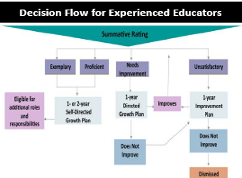 Decision Flow for Experienced Educators
Summative Rating
Exemplary
Proficient
Needs
Improvement
Unsatisfactory
Eligible for
additional roles
and
responsibilities
1- or 2-year
Self-Directed
Growth Plan
1-year
Directed
Growth Plan
Improves
1-year
Improvement
Plan
Does Not
Improve
Does Not
Improve
Dismissed